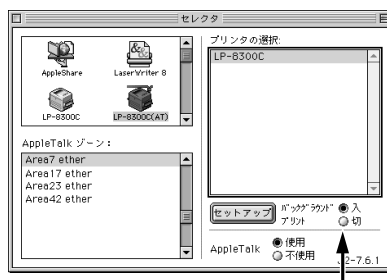 セレクタ
AppleShare
LaserWriter 8
LP-8300C
LP-8300C(AT)
AppleTalk ゾーン：
Area7 ether
Area17 ether
Area23 ether
Area42 ether
プリンタの選択:
LP-8300C
セットアップ
バックグラウンド
プリント
入
切
AppleTalk
使用
不使用
J2-7.6.1